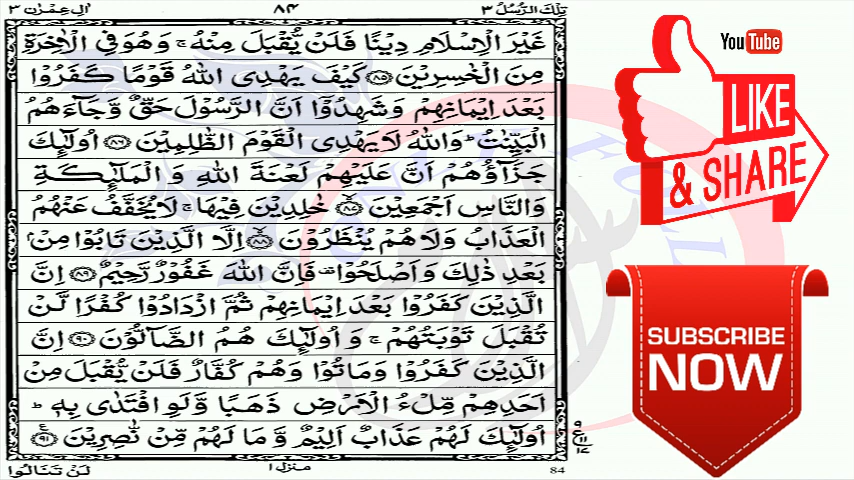 تِلْكَ الرُّسُلُ ٣
٨٤
اٰلِ عِمْرٰن ٣
غَيْرَ الْاِسْلَامِ دِيْنًا فَلَنْ يُّقْبَلَ مِنْهُ ۚ وَهُوَ فِى الْاٰخِرَةِ
مِنَ الْخٰسِرِيْنَ ﴿٨٥﴾ كَيْفَ يَهْدِى اللّٰهُ قَوْمًا كَفَرُوْا
بَعْدَ اِيْمَانِهِمْ وَشَهِدُوْٓا اَنَّ الرَّسُوْلَ حَقٌّ وَّجَآءَهُمُ
الْبَيِّنٰتُ ؕ وَاللّٰهُ لَا يَهْدِى الْقَوْمَ الظّٰلِمِيْنَ ﴿٨٦﴾ اُولٰٓئِكَ
جَزَآؤُهُمْ اَنَّ عَلَيْهِمْ لَعْنَةَ اللّٰهِ وَ الْمَلٰٓئِكَةِ
وَالنَّاسِ اَجْمَعِيْنَ ﴿٨٧﴾ خٰلِدِيْنَ فِيْهَا ۚ لَا يُخَفَّفُ عَنْهُمُ
الْعَذَابُ وَلَا هُمْ يُنْظَرُوْنَ ﴿٨٨﴾ اِلَّا الَّذِيْنَ تَابُوْا مِنْۢ
بَعْدِ ذٰلِكَ وَاَصْلَحُوْا ۟ فَاِنَّ اللّٰهَ غَفُوْرٌ رَّحِيْمٌ ﴿٨٩﴾ اِنَّ
الَّذِيْنَ كَفَرُوْا بَعْدَ اِيْمَانِهِمْ ثُمَّ ازْدَادُوْا كُفْرًا لَّنْ
تُقْبَلَ تَوْبَتُهُمْ ۚ وَ اُولٰٓئِكَ هُمُ الضَّآلُّوْنَ ﴿٩٠﴾ اِنَّ
الَّذِيْنَ كَفَرُوْا وَمَاتُوْا وَهُمْ كُفَّارٌ فَلَنْ يُّقْبَلَ مِنْ
اَحَدِهِمْ مِّلْءُ الْاَرْضِ ذَهَبًا وَّلَوِ افْتَدٰى بِهٖ ؕ
اُولٰٓئِكَ لَهُمْ عَذَابٌ اَلِيْمٌ وَّ مَا لَهُمْ مِّنْ نّٰصِرِيْنَ ﴿٩١﴾
لَنْ تَنَالُوا
منزل ١
84
YouTube
LIKE
& SHARE
SUBSCRIBE
NOW